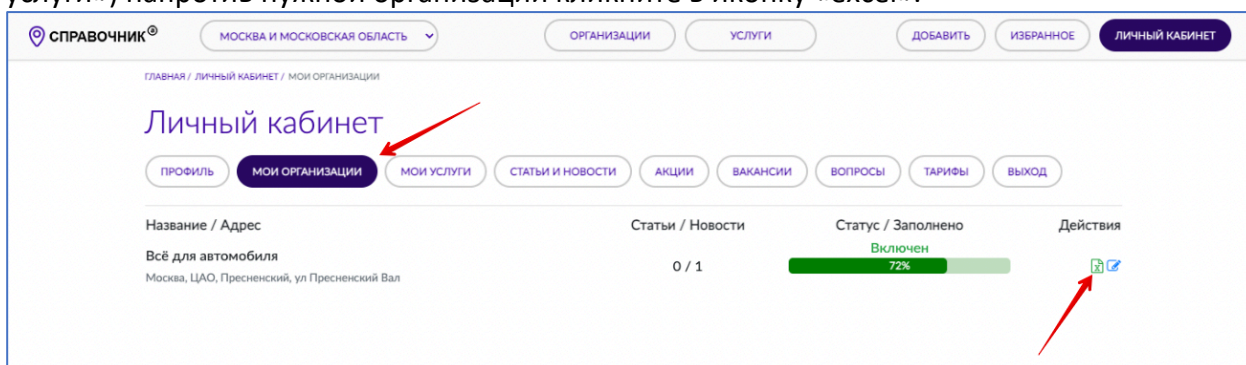 услуги», напротив нужной организации кликните в иконку «excel».
СПРАВОЧНИК
МОСКВА И МОСКОВСКАЯ ОБЛАСТЬ
ОРГАНИЗАЦИИ
УСЛУГИ
ДОБАВИТЬ
ИЗБРАННОЕ
ЛИЧНЫЙ КАБИНЕТ
ГЛАВНАЯ / ЛИЧНЫЙ КАБИНЕТ / МОИ ОРГАНИЗАЦИИ
Личный кабинет
ПРОФИЛЬ
МОИ ОРГАНИЗАЦИИ
МОИ УСЛУГИ
СТАТЬИ И НОВОСТИ
АКЦИИ
ВАКАНСИИ
ВОПРОСЫ
ТАРИФЫ
ВЫХОД
Название / Адрес
Статьи / Новости
Статус / Заполнено
Действия
Всё для автомобиля
Москва, ЦАО, Пресненский, ул Пресненский Вал
0 / 1
Включен
72%